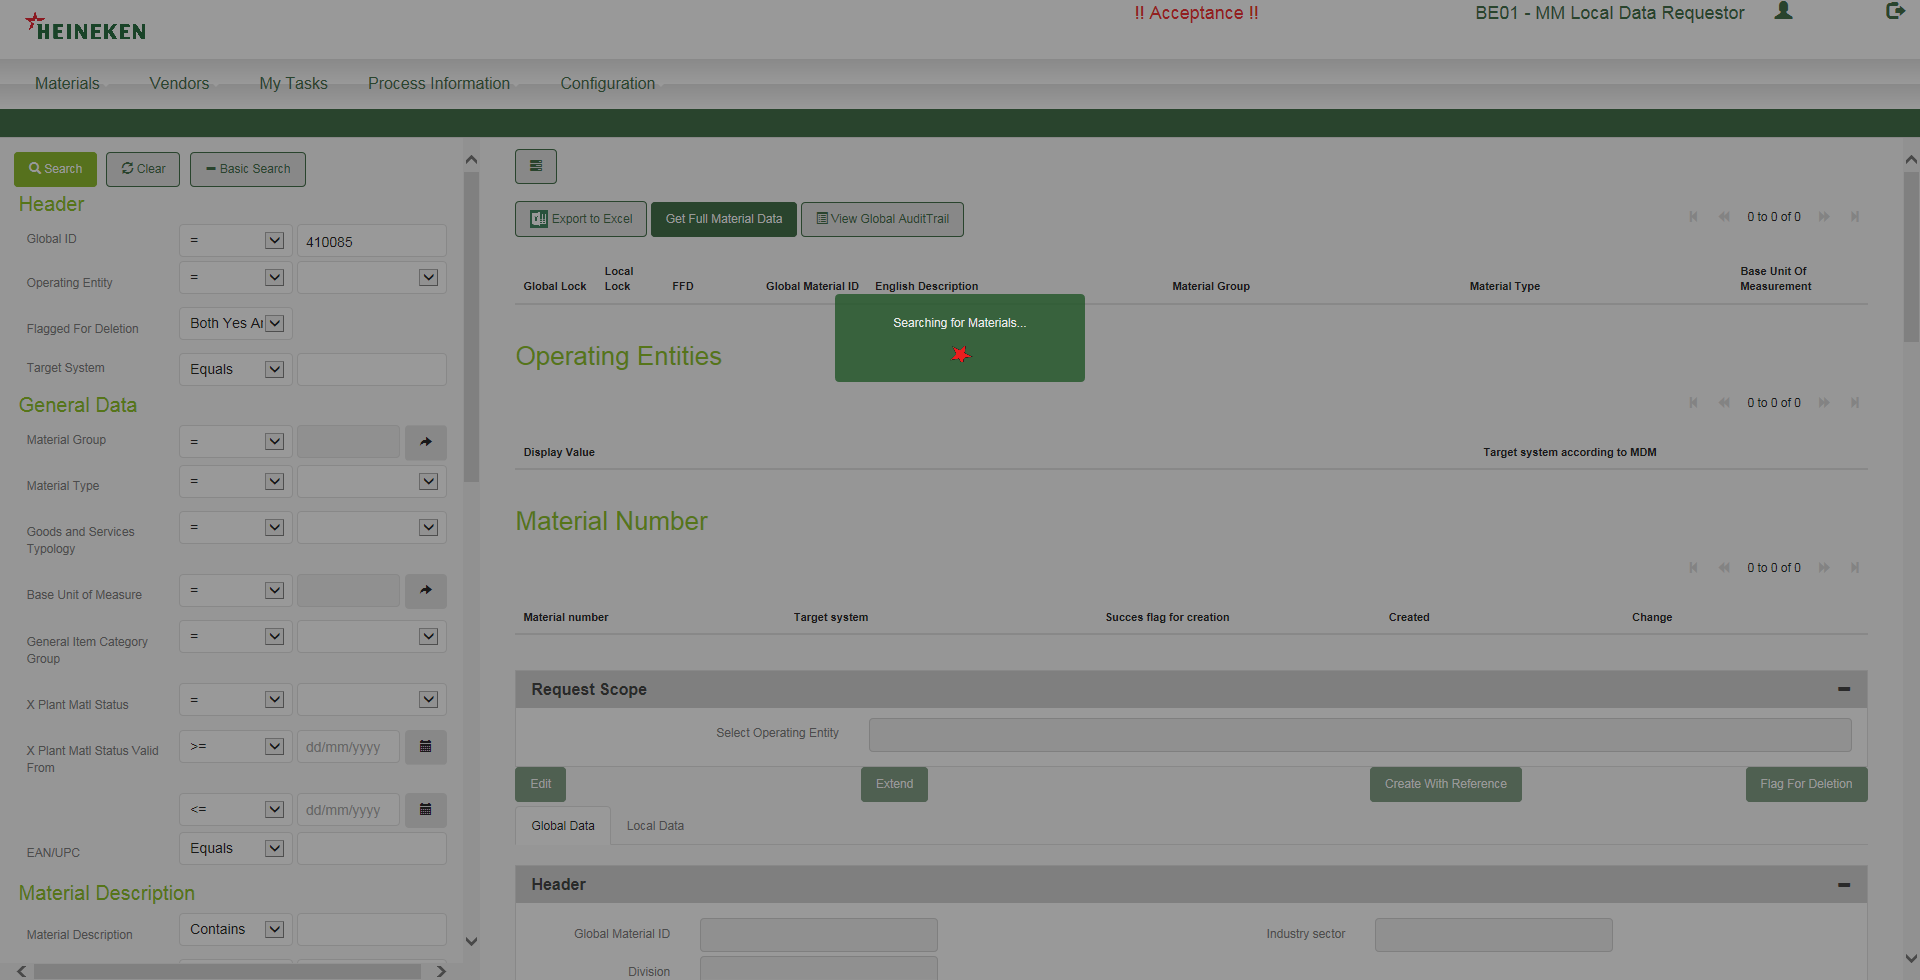 HEINEKEN
!! Acceptance !!
BE01 - MM Local Data Requestor
Materials
Vendors
My Tasks
Process Information
Configuration
Search
Clear
Basic Search
Header
Global ID
=
410085
Operating Entity
=
Flagged For Deletion
Both Yes Ar
Target System
Equals
General Data
Material Group
=
Material Type
=
Goods and Services
Typology
=
Base Unit of Measure
=
General Item Category
Group
=
X Plant Matl Status
=
X Plant Matl Status Valid
From
>=
dd/mm/yyyy
<=
dd/mm/yyyy
EAN/UPC
Equals
Material Description
Material Description
Contains
Export to Excel
Get Full Material Data
View Global AuditTrail
0 to 0 of 0
Global Lock
Local
Lock
FFD
Global Material ID
English Description
Material Group
Material Type
Base Unit Of
Measurement
Searching for Materials...
Operating Entities
0 to 0 of 0
Display Value
Target system according to MDM
Material Number
0 to 0 of 0
Material number
Target system
Succes flag for creation
Created
Change
Request Scope
Select Operating Entity
Edit
Extend
Create With Reference
Flag For Deletion
Global Data
Local Data
Header
Global Material ID
Industry sector
Division